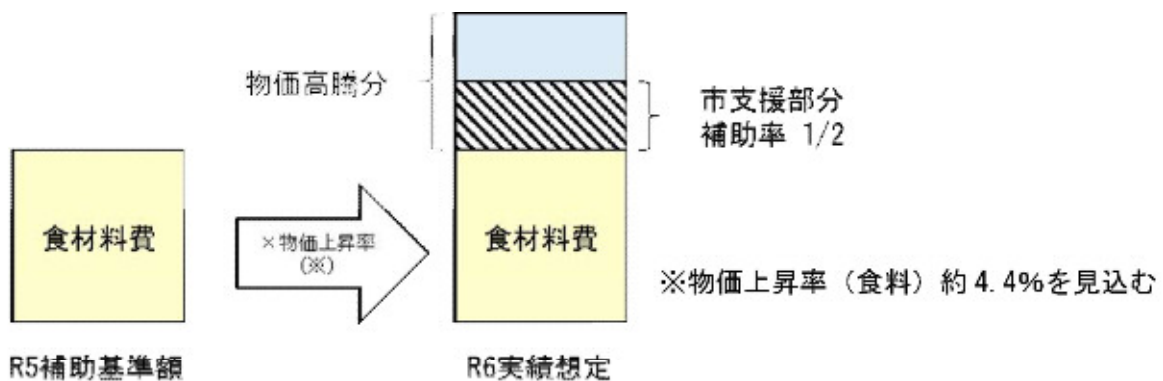 物価高騰分
市支援部分
補助率 1/2
食材料費
×物価上昇率
(※)
食材料費
※物価上昇率（食料）約4.4%を見込む
R5補助基準額
R6実績想定